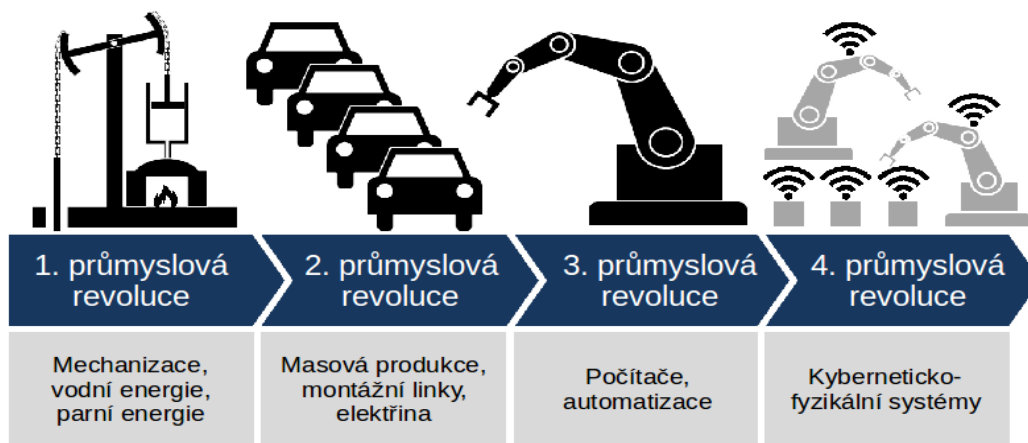 1. průmyslová
revoluce
2. průmyslová
revoluce
3. průmyslová
revoluce
4. průmyslová
revoluce
Mechanizace,
vodní energie,
parní energie
Masová produkce,
montážní linky,
elektřina
Počítače,
automatizace
Kyberneticko-
fyzikální systémy